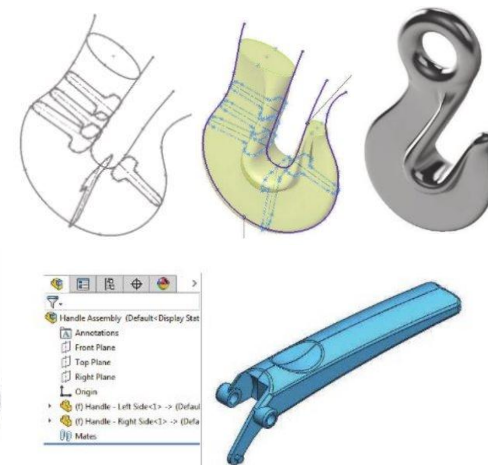 Handle Assembly (Default<Display Stat
Annotations
Front Plane
Top Plane
Right Plane
Origin
(f) Handle - Left Side<1> -> (Defaul
(f) Handle - Right Side<1> -> (Defa
Mates